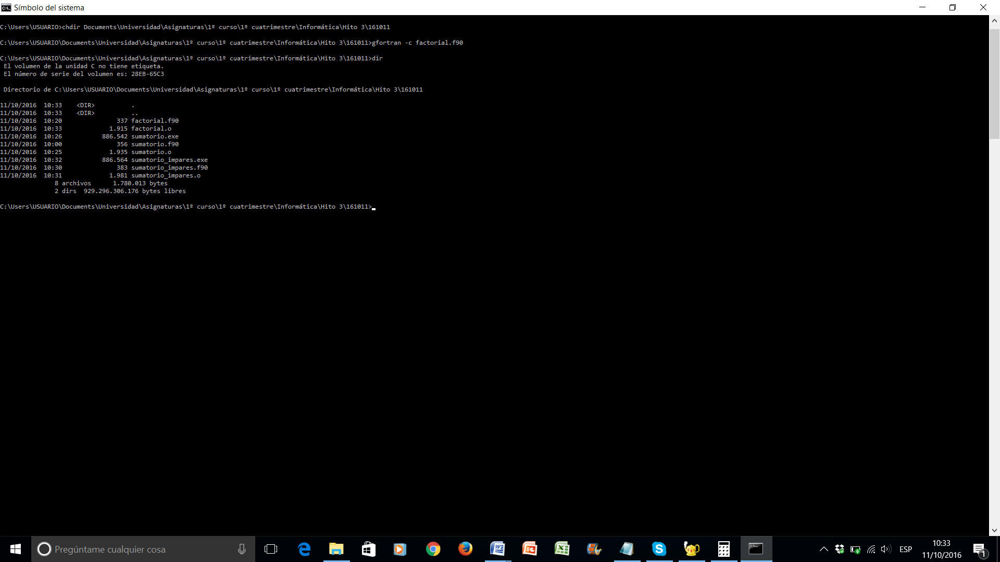 Símbolo del sistema
C:\Users\USUARIO>chdir Documents\Universidad\Asignaturas\1º curso\1º cuatrimestre\Informática\Hito 3\161011
C:\Users\USUARIO\Documents\Universidad\Asignaturas\1º curso\1º cuatrimestre\Informática\Hito 3\161011>gfortran -c factorial.f90
C:\Users\USUARIO\Documents\Universidad\Asignaturas\1º curso\1º cuatrimestre\Informática\Hito 3\161011>dir
El volumen de la unidad C no tiene etiqueta.
El número de serie del volumen es: 28EB-65C3
Directorio de C:\Users\USUARIO\Documents\Universidad\Asignaturas\1º curso\1º cuatrimestre\Informática\Hito 3\161011
11/10/2016  10:33    <DIR>          .
11/10/2016  10:33    <DIR>          ..
11/10/2016  10:20               337 factorial.f90
11/10/2016  10:33             1.915 factorial.o
11/10/2016  10:26           886.542 sumatorio.exe
11/10/2016  10:00               356 sumatorio.f90
11/10/2016  10:25             1.935 sumatorio.o
11/10/2016  10:32           886.564 sumatorio_impares.exe
11/10/2016  10:30               383 sumatorio_impares.f90
11/10/2016  10:31             1.981 sumatorio_impares.o
8 archivos      1.780.013 bytes
2 dirs  929.296.306.176 bytes libres
C:\Users\USUARIO\Documents\Universidad\Asignaturas\1º curso\1º cuatrimestre\Informática\Hito 3\161011>
Pregúntame cualquier cosa
ESP
10:33
11/10/2016
1